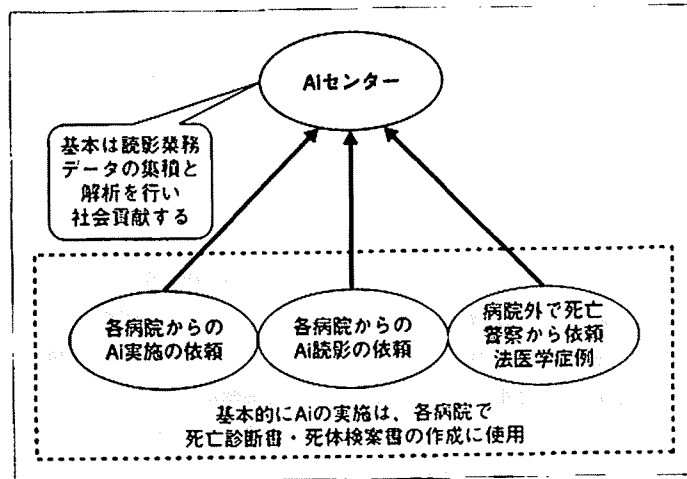 Aiセンター
基本は読影業務
データの集積と
解析を行い
社会貢献する
各病院からの
Ai実施の依頼
各病院からの
Ai読影の依頼
病院外で死亡
警察から依頼
法医学症例
基本的にAiの実施は、各病院で
死亡診断書・死体検案書の作成に使用